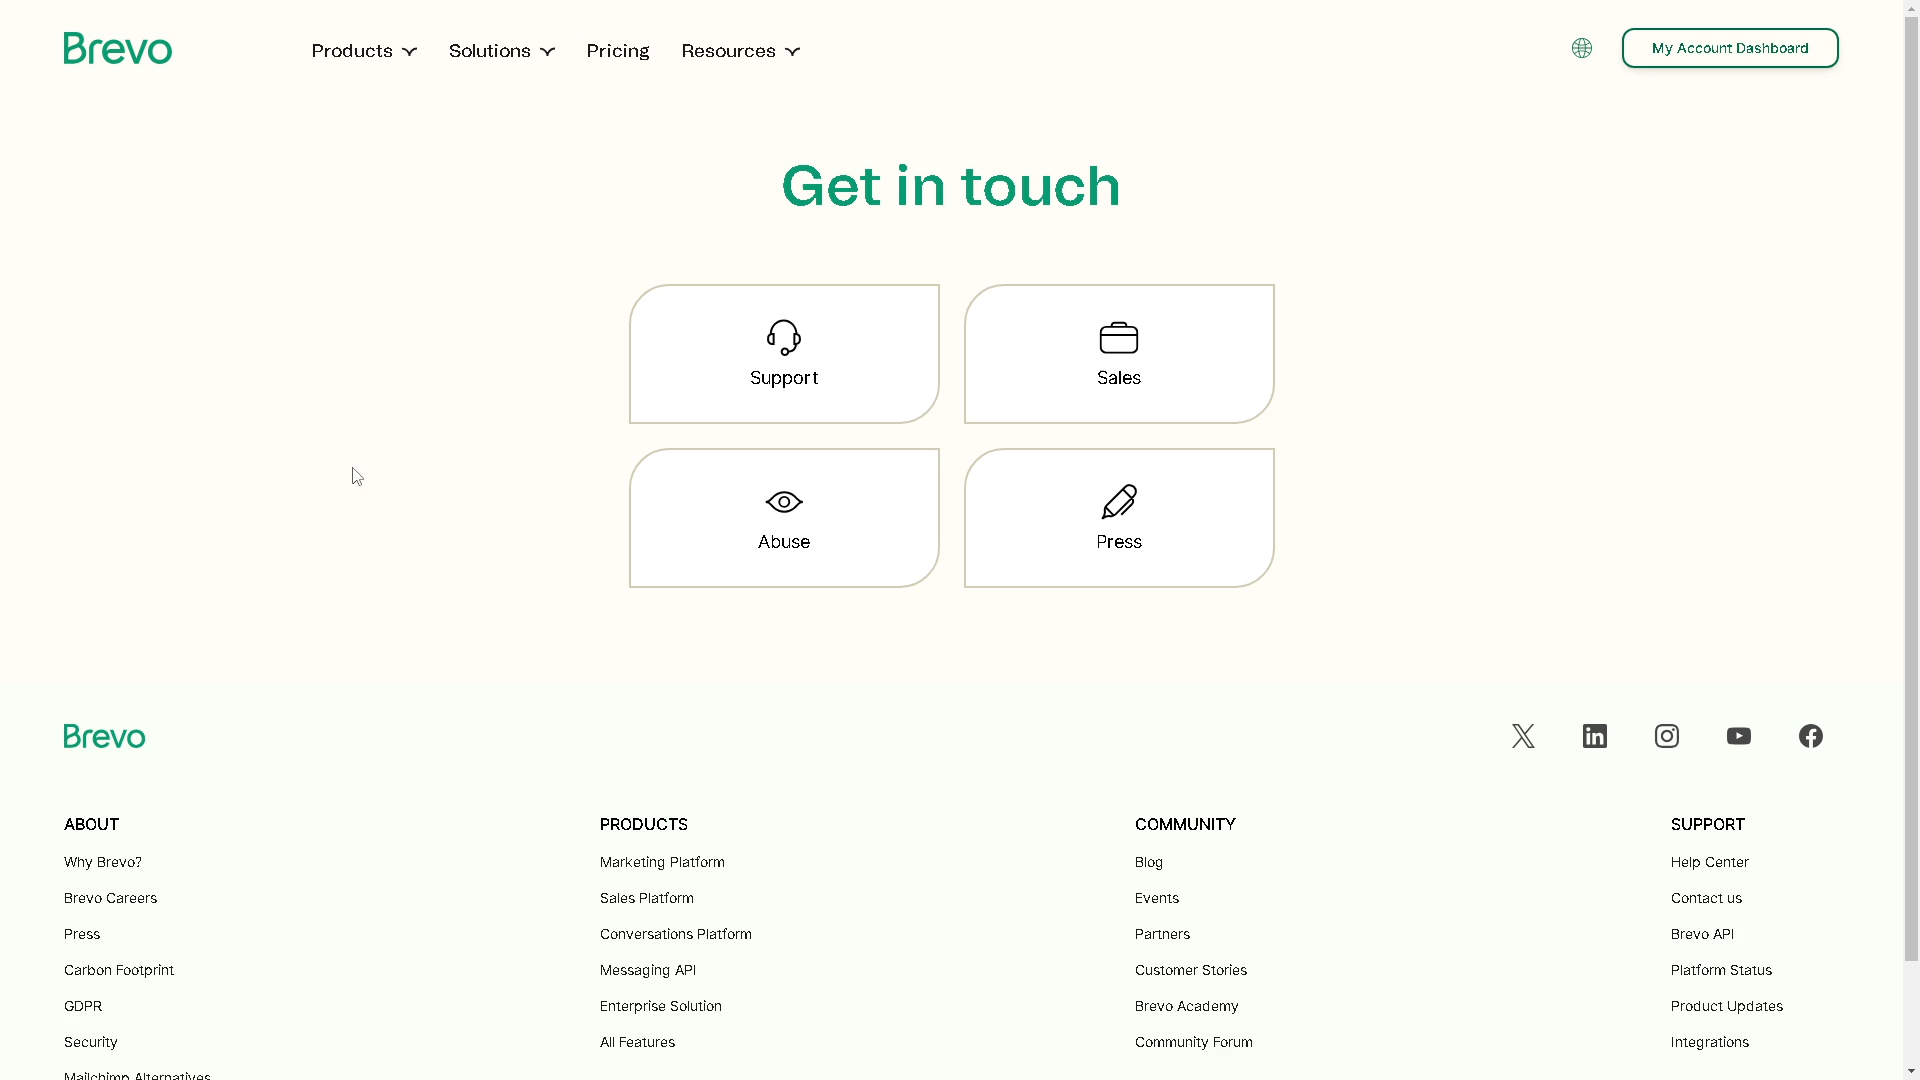 Brevo
Products
Solutions
Pricing
Resources
My Account Dashboard
Get in touch
Support
Sales
Abuse
Press
Brevo
ABOUT
Why Brevo?
Brevo Careers
Press
Carbon Footprint
GDPR
Security
Mailchimp Alternatives
PRODUCTS
Marketing Platform
Sales Platform
Conversations Platform
Messaging API
Enterprise Solution
All Features
COMMUNITY
Blog
Events
Partners
Customer Stories
Brevo Academy
Community Forum
SUPPORT
Help Center
Contact us
Brevo API
Platform Status
Product Updates
Integrations